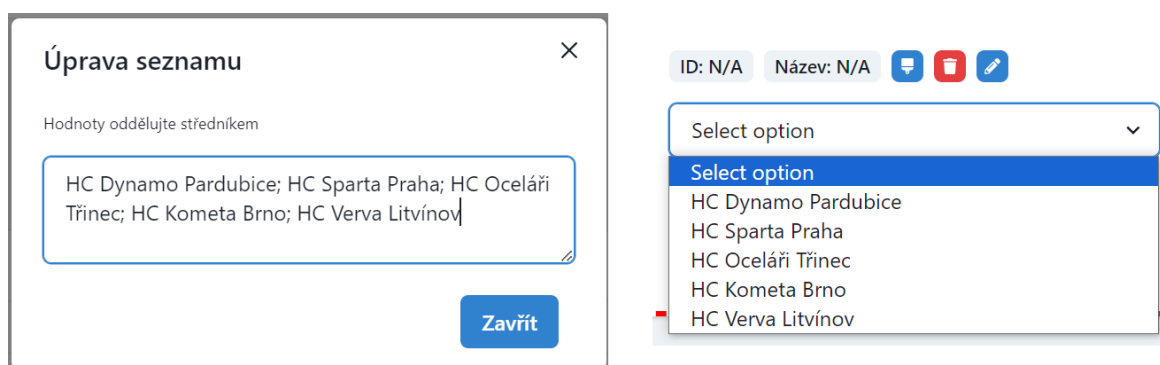 Úprava seznamu
Hodnoty oddělujte středníkem
HC Dynamo Pardubice; HC Sparta Praha; HC Oceláři
Třinec; HC Kometa Brno; HC Verva Litvínov
Zavřít
ID: N/A Název: N/A
Select option
Select option
HC Dynamo Pardubice
HC Sparta Praha
HC Oceláři Třinec
HC Kometa Brno
HC Verva Litvínov